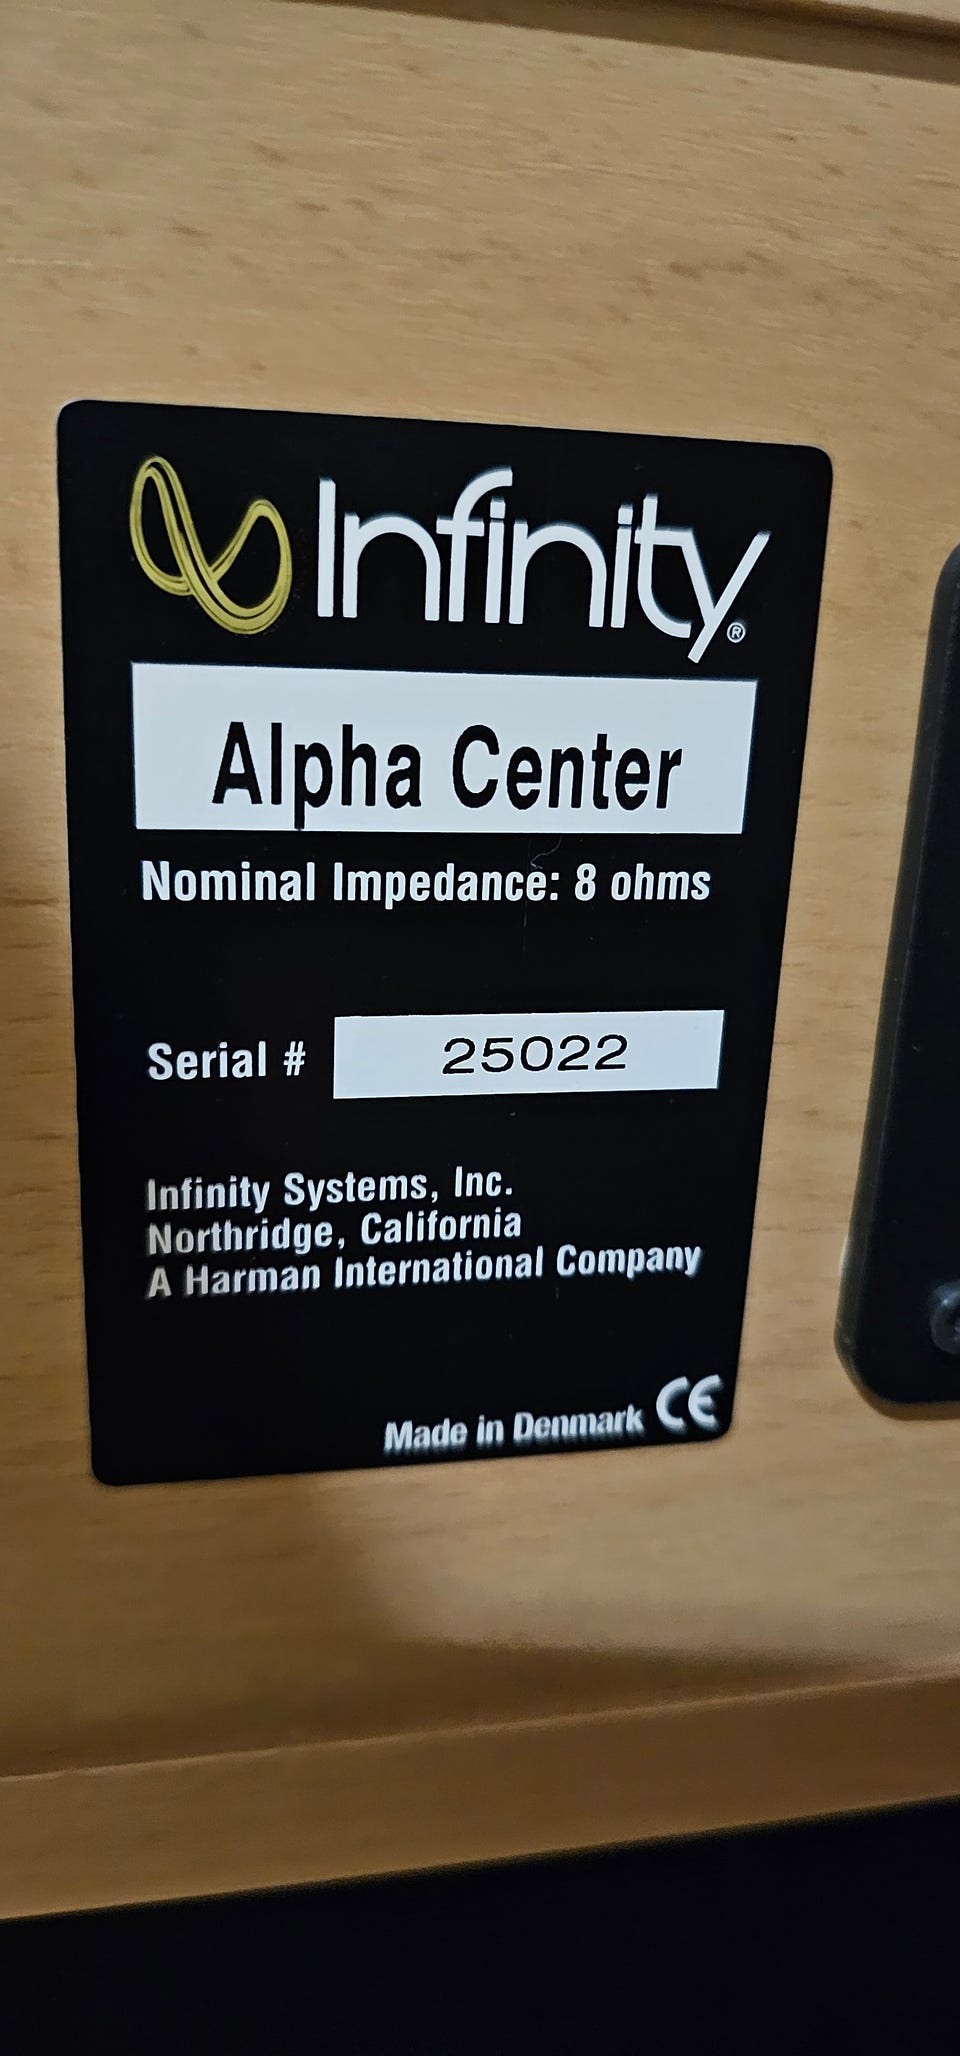 Infinity®
Alpha Center
Nominal Impedance: 8 ohms
Serial # 25022
Infinity Systems, Inc.
Northridge, California
A Harman International Company
Made in Denmark CE